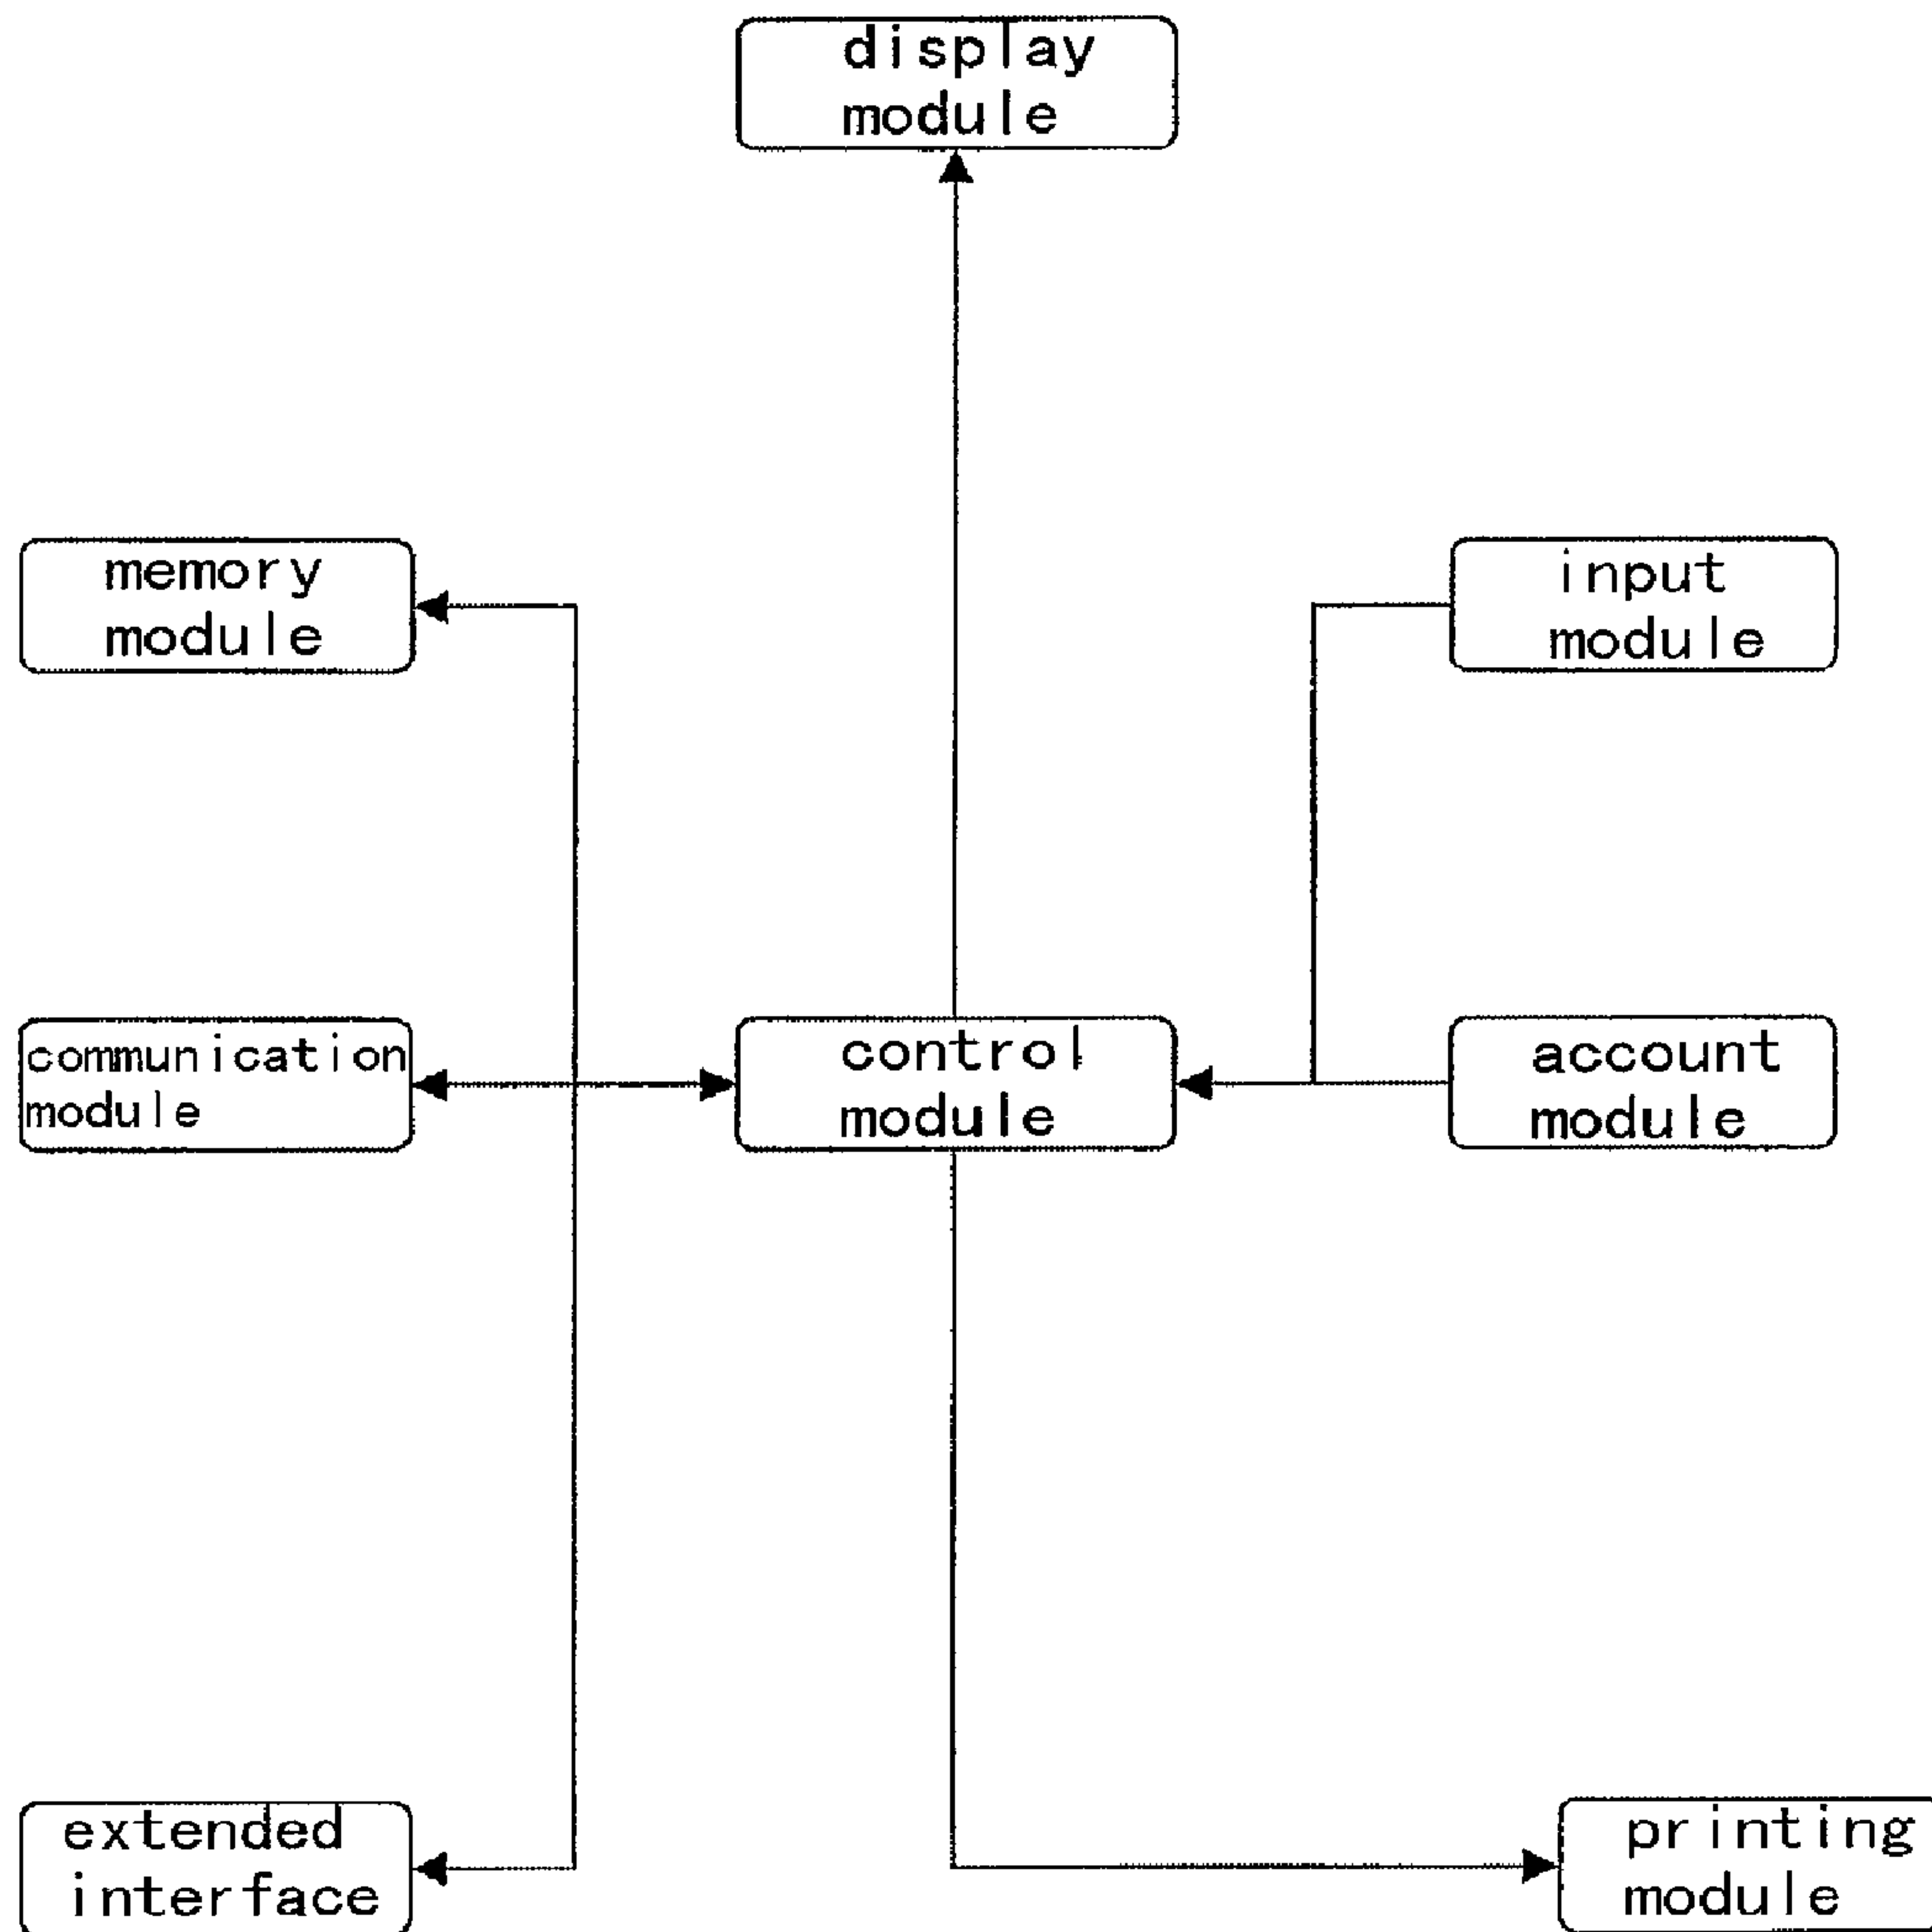 display
module
memory
module
input
module
communication
module
control
module
account
module
extended
interface
printing
module